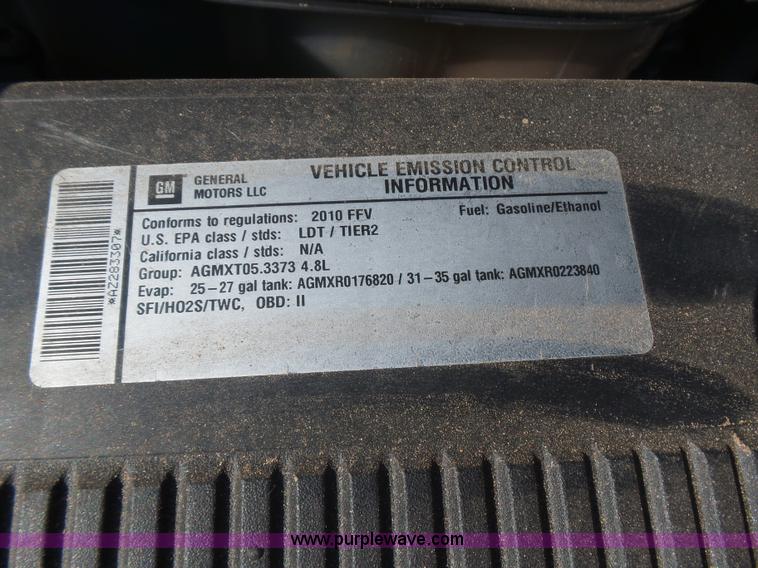 GM
GENERAL
MOTORS LLC
VEHICLE EMISSION CONTROL
INFORMATION
Conforms to regulations: 2010 FFV Fuel: Gasoline/Ethanol
U.S. EPA class / stds: LDT / TIER2
California class / stds: N/A
Group: AGMXT05.3373 4.8L
Evap: 25–27 gal tank: AGMXR0176820 / 31–35 gal tank: AGMXR0223840
SFI/HO2S/TWC, OBD: II
*AZ283307*
www.purplewave.com